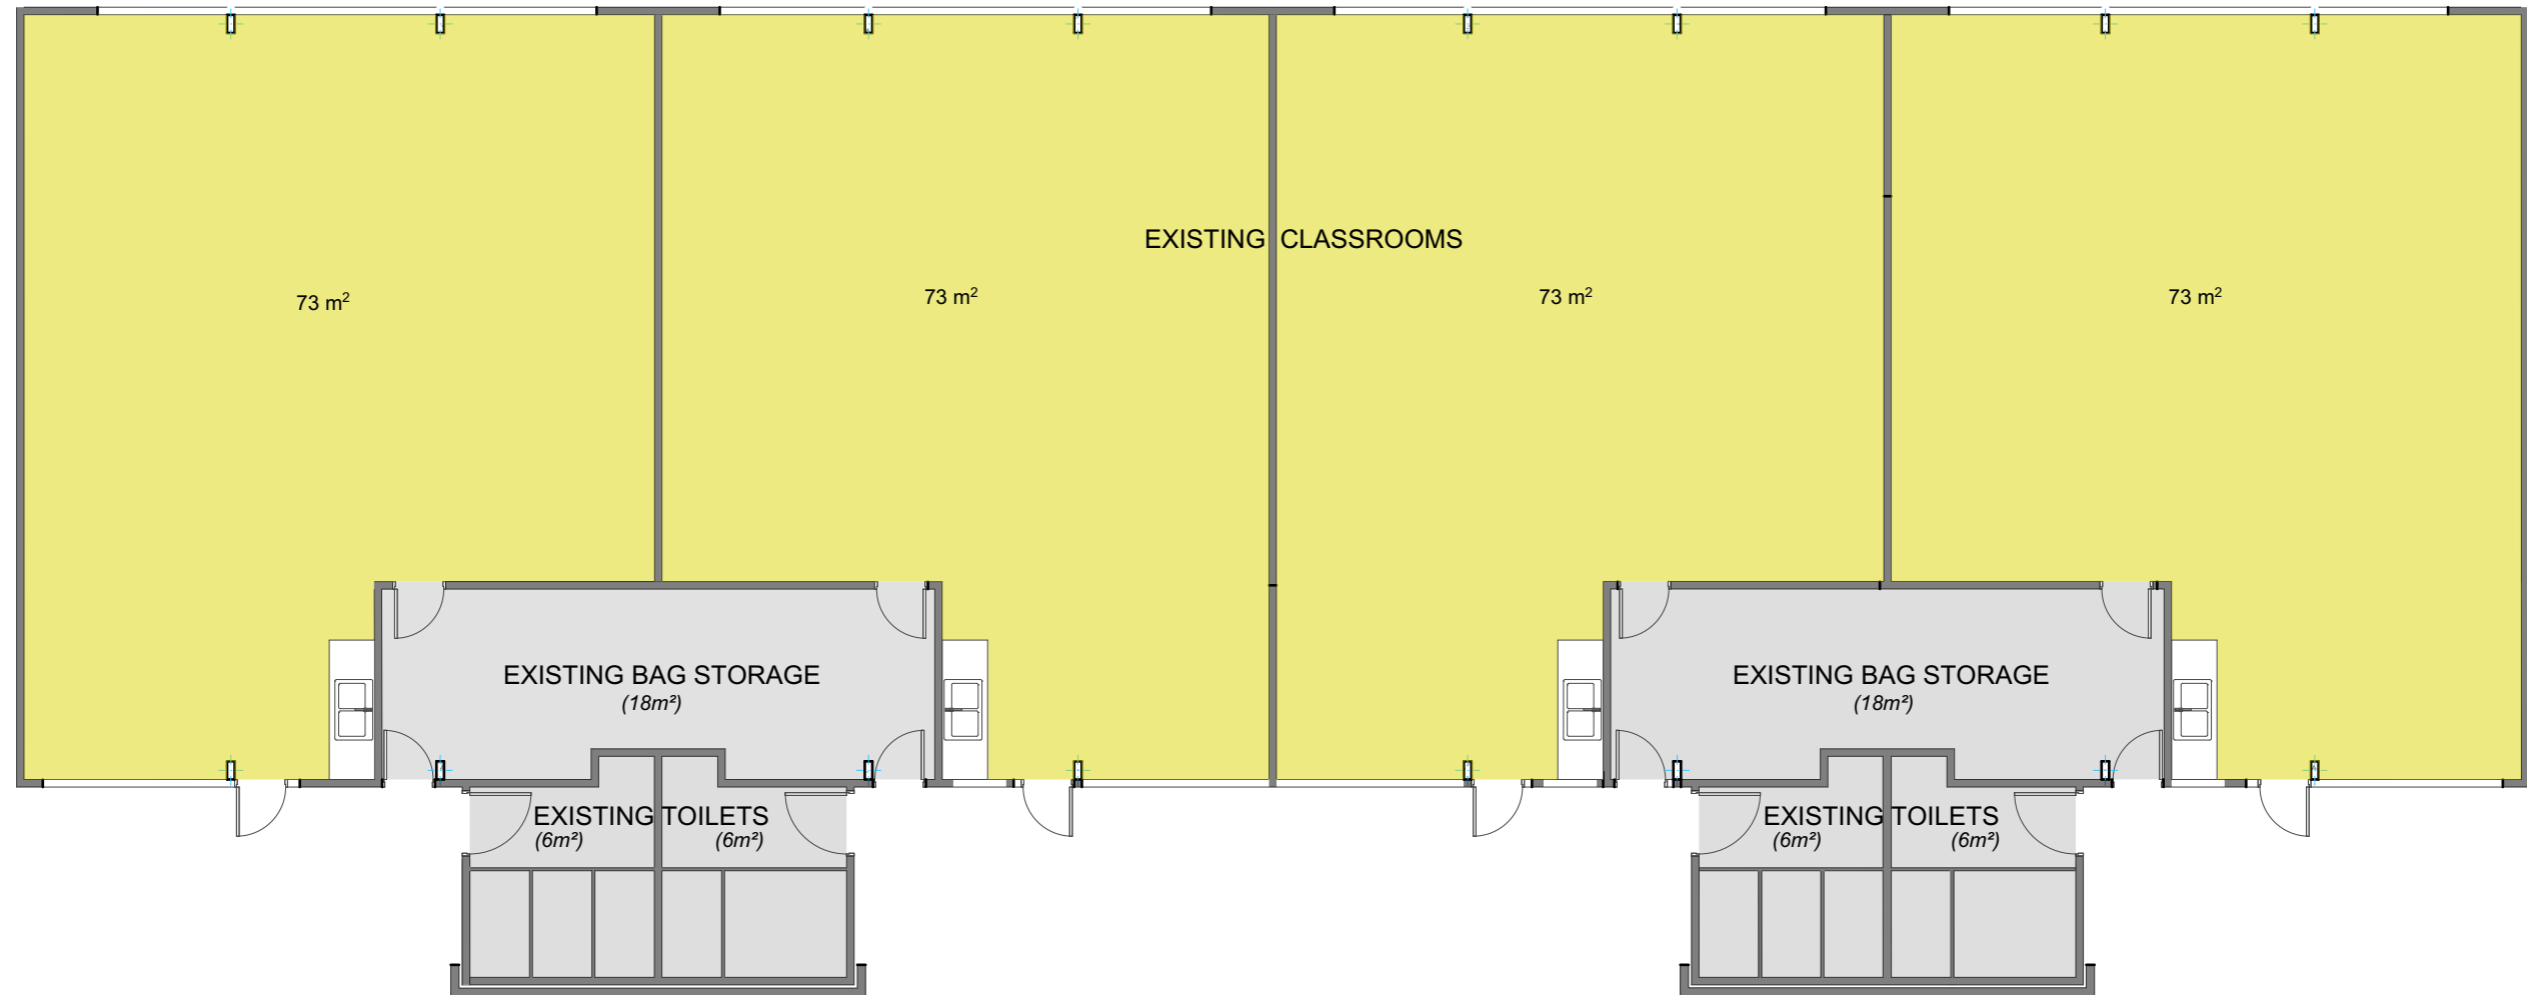 EXISTING CLASSROOMS
73 m²
73 m²
73 m²
73 m²
EXISTING BAG STORAGE
(18m²)
EXISTING BAG STORAGE
(18m²)
EXISTING TOILETS
(6m²)
(6m²)
EXISTING TOILETS
(6m²)
(6m²)